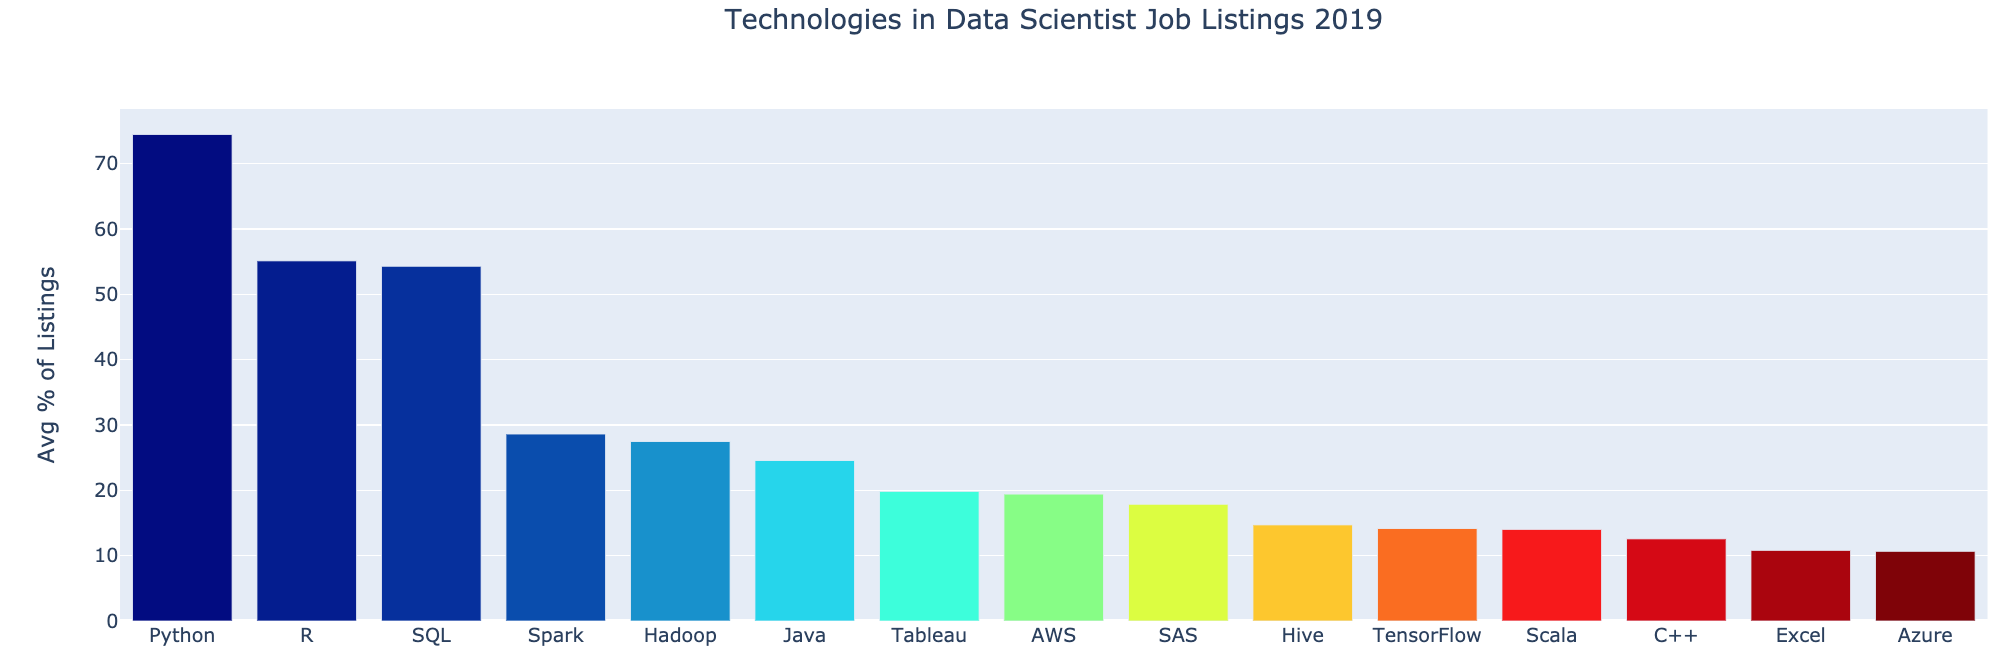 Technologies in Data Scientist Job Listings 2019
Avg % of Listings
70
60
50
40
30
20
10
0
Python R SQL Spark Hadoop Java Tableau AWS SAS Hive TensorFlow Scala C++ Excel Azure